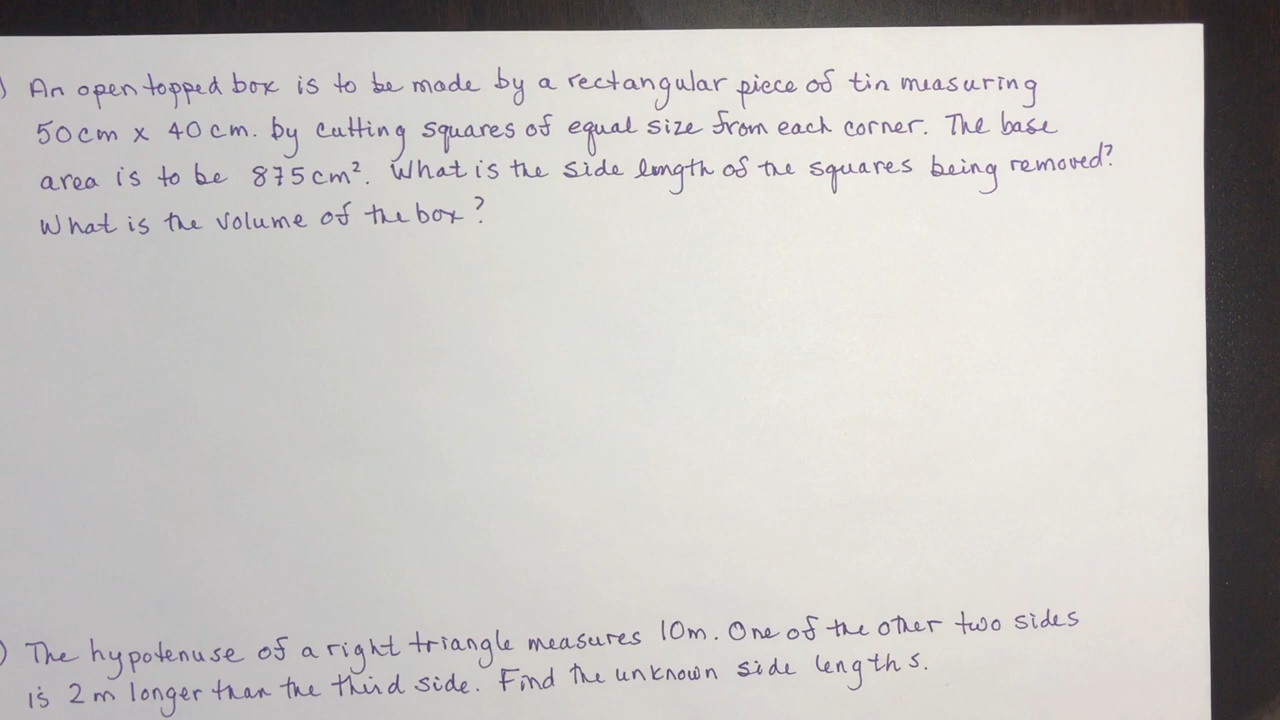 ) An open topped box is to be made by a rectangular piece of tin measuring
50cm x 40cm. by cutting squares of equal size from each corner. The base
area is to be 875cm². What is the side length of the squares being removed?
What is the volume of the box?
) The hypotenuse of a right triangle measures 10m. One of the other two sides
is 2m longer than the third side. Find the unknown side lengths.